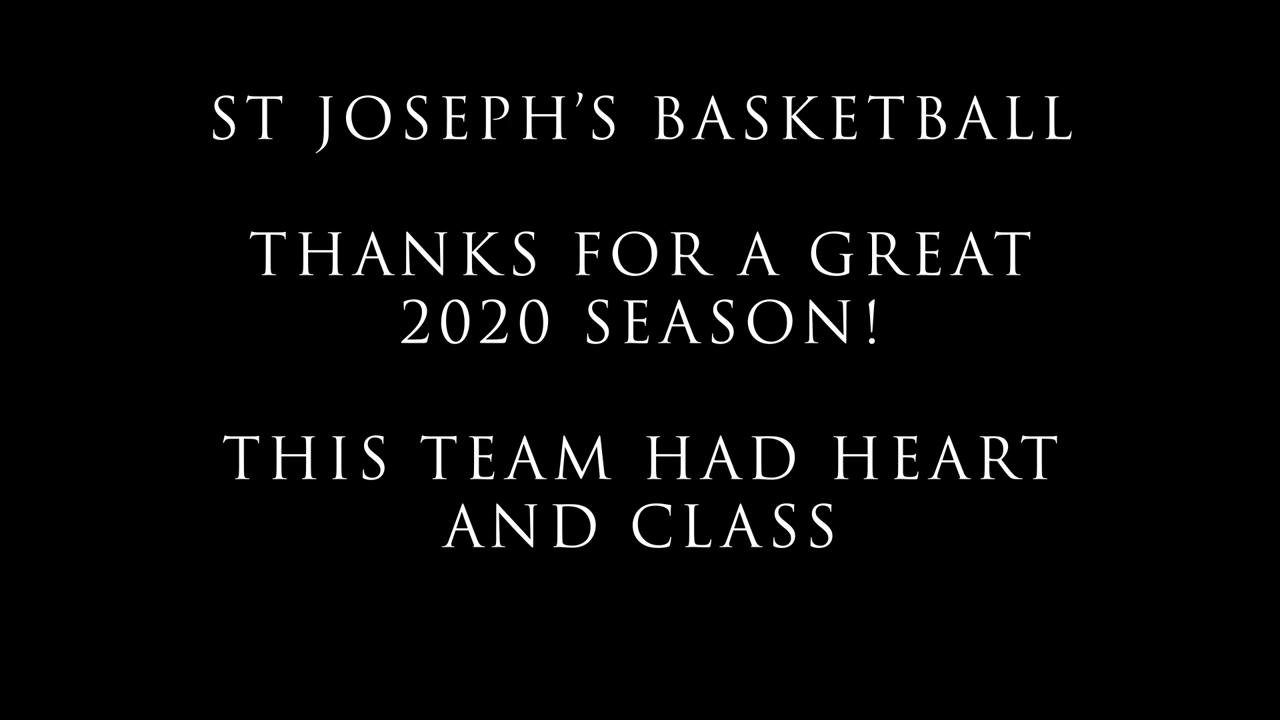 ST JOSEPH’S BASKETBALL
THANKS FOR A GREAT
2020 SEASON!
THIS TEAM HAD HEART
AND CLASS